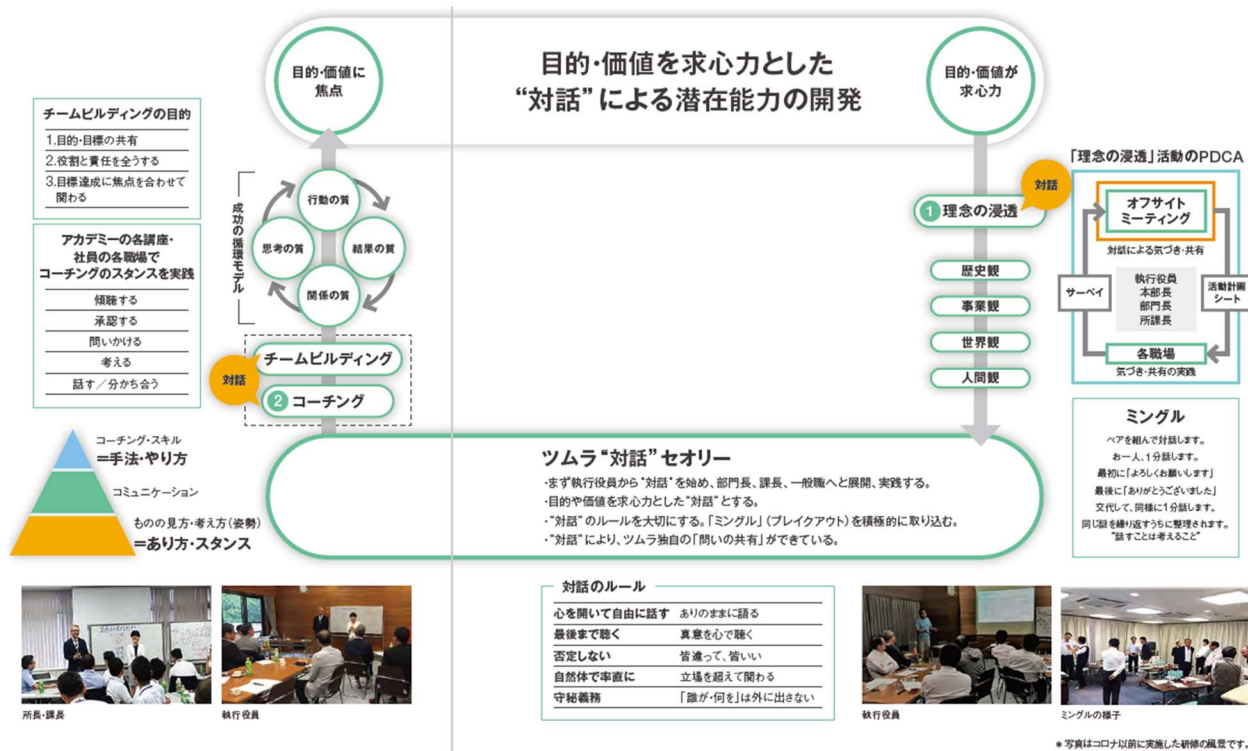 目的・価値に
焦点
目的・価値を求心力とした
“対話”による潜在能力の開発
目的・価値が
求心力
チームビルディングの目的
1.目的・目標の共有
2.役割と責任を全うする
3.目標達成に焦点を合わせて
関わる
アカデミーの各講座・
社員の各職場で
コーチングのスタンスを実践
傾聴する
承認する
問いかける
考える
話す／分かち合う
成功の循環モデル
行動の質
思考の質
結果の質
関係の質
対話
チームビルディング
2 コーチング
コーチング・スキル
=手法・やり方
コミュニケーション
ものの見方・考え方(姿勢)
=あり方・スタンス
対話
1 理念の浸透
歴史観
事業観
世界観
人間観
「理念の浸透」活動のPDCA
オフサイト
ミーティング
対話による気づき・共有
サーベイ
執行役員
本部長
部門長
所課長
活動計画
シート
各職場
気づき・共有の実践
ツムラ“対話”セオリー
・まず執行役員から“対話”を始め、部門長、課長、一般職へと展開、実践する。
・目的や価値を求心力とした“対話”とする。
・“対話”のルールを大切にする。「ミングル」(ブレイクアウト)を積極的に取り込む。
・“対話”により、ツムラ独自の「問いの共有」ができている。
ミングル
ペアを組んで対話します。
お一人、1分話します。
最初に「よろしくお願いします」
最後に「ありがとうございました」
交代して、同様に1分話します。
同じ話を繰り返すうちに整理されます。
“話すことは考えること”
対話のルール
心を開いて自由に話す ありのままに語る
最後まで聴く 真意を心で聴く
否定しない 皆違って、皆いい
自然体で率直に 立場を超えて関わる
守秘義務 「誰が・何を」は外に出さない
所長・課長
執行役員
執行役員
ミングルの様子
＊写真はコロナ以前に実施した研修の風景です。